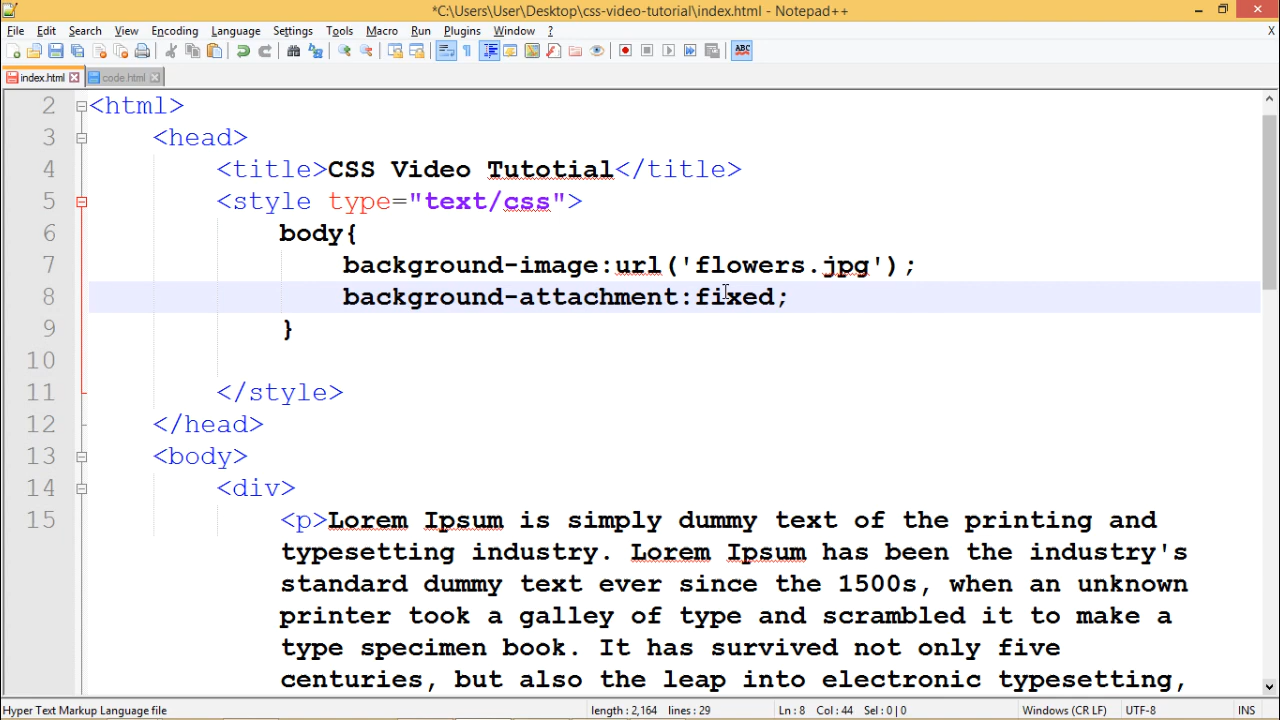 *C:\Users\User\Desktop\css-video-tutorial\index.html - Notepad++
File Edit Search View Encoding Language Settings Tools Macro Run Plugins Window ? X
ABC
index.html code.html
2 <html>
3 <head>
4 <title>CSS Video Tutotial</title>
5 <style type="text/css">
6 body{
7 background-image:url('flowers.jpg');
8 background-attachment:fixed;
9 }
10
11 </style>
12 </head>
13 <body>
14 <div>
15 <p>Lorem Ipsum is simply dummy text of the printing and
typesetting industry. Lorem Ipsum has been the industry's
standard dummy text ever since the 1500s, when an unknown
printer took a galley of type and scrambled it to make a
type specimen book. It has survived not only five
centuries, but also the leap into electronic typesetting,
Hyper Text Markup Language file length : 2,164 lines : 29 Ln : 8 Col : 44 Sel : 0 | 0 Windows (CR LF) UTF-8 INS